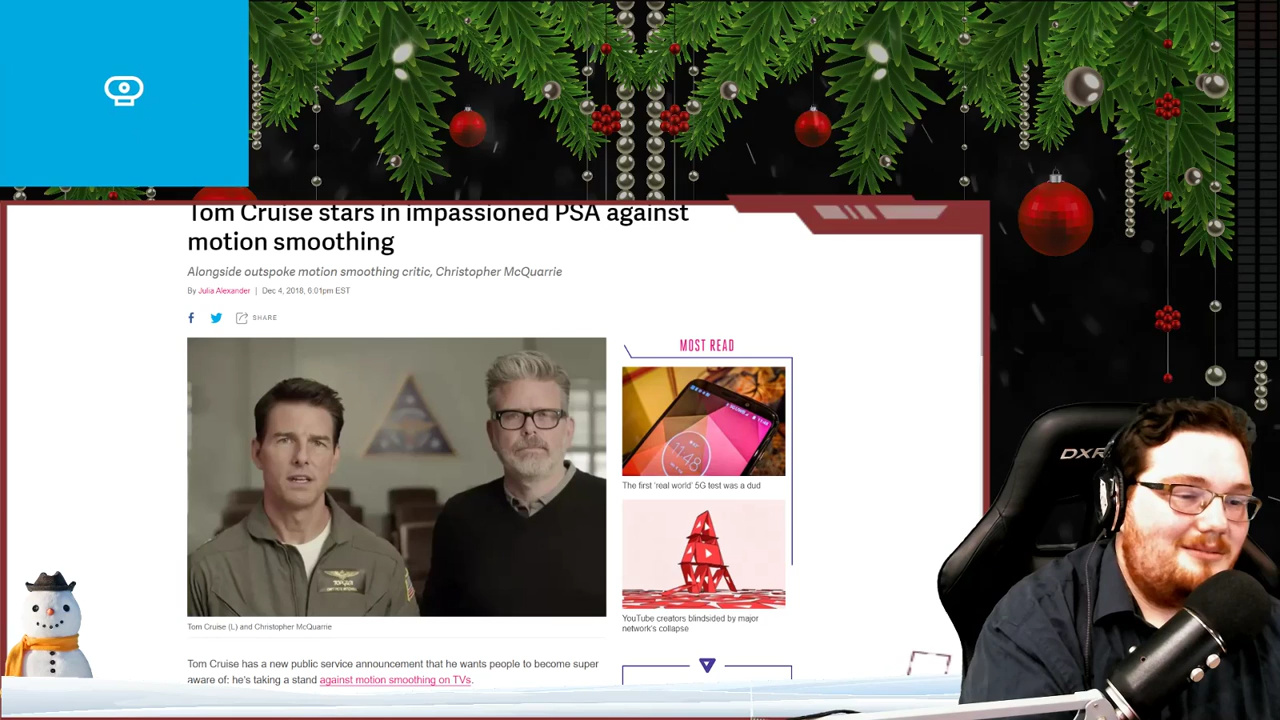 Tom Cruise stars in impassioned PSA against
motion smoothing
Alongside outspoke motion smoothing critic, Christopher McQuarrie
By Julia Alexander | Dec 4, 2018, 6:01pm EST
SHARE
MOST READ
11:48
The first 'real world' 5G test was a dud
YouTube creators blindsided by major
network's collapse
Tom Cruise (L) and Christopher McQuarrie
Tom Cruise has a new public service announcement that he wants people to become super
aware of: he's taking a stand against motion smoothing on TVs.
DXR